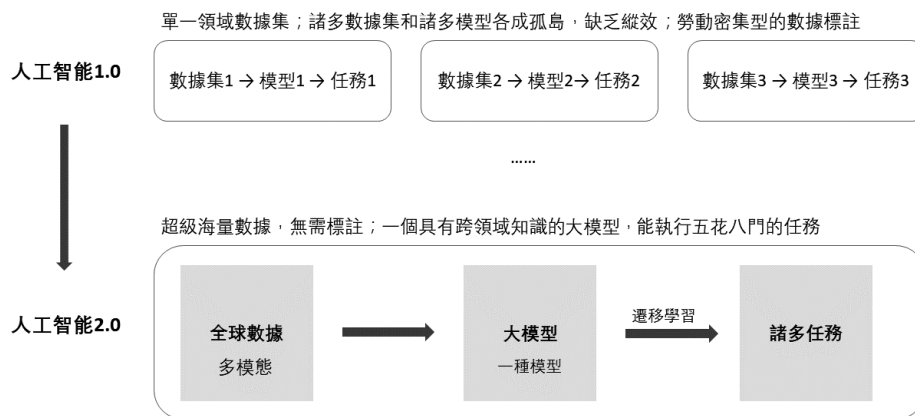 單一領域數據集；諸多數據集和諸多模型各成孤島，缺乏縱效；勞動密集型的數據標註
人工智能1.0
數據集1 → 模型1 → 任務1
數據集2 → 模型2→ 任務2
數據集3 → 模型3 → 任務3
......
超級海量數據，無需標註；一個具有跨領域知識的大模型，能執行五花八門的任務
人工智能2.0
全球數據
多模態
大模型
一種模型
遷移學習
諸多任務